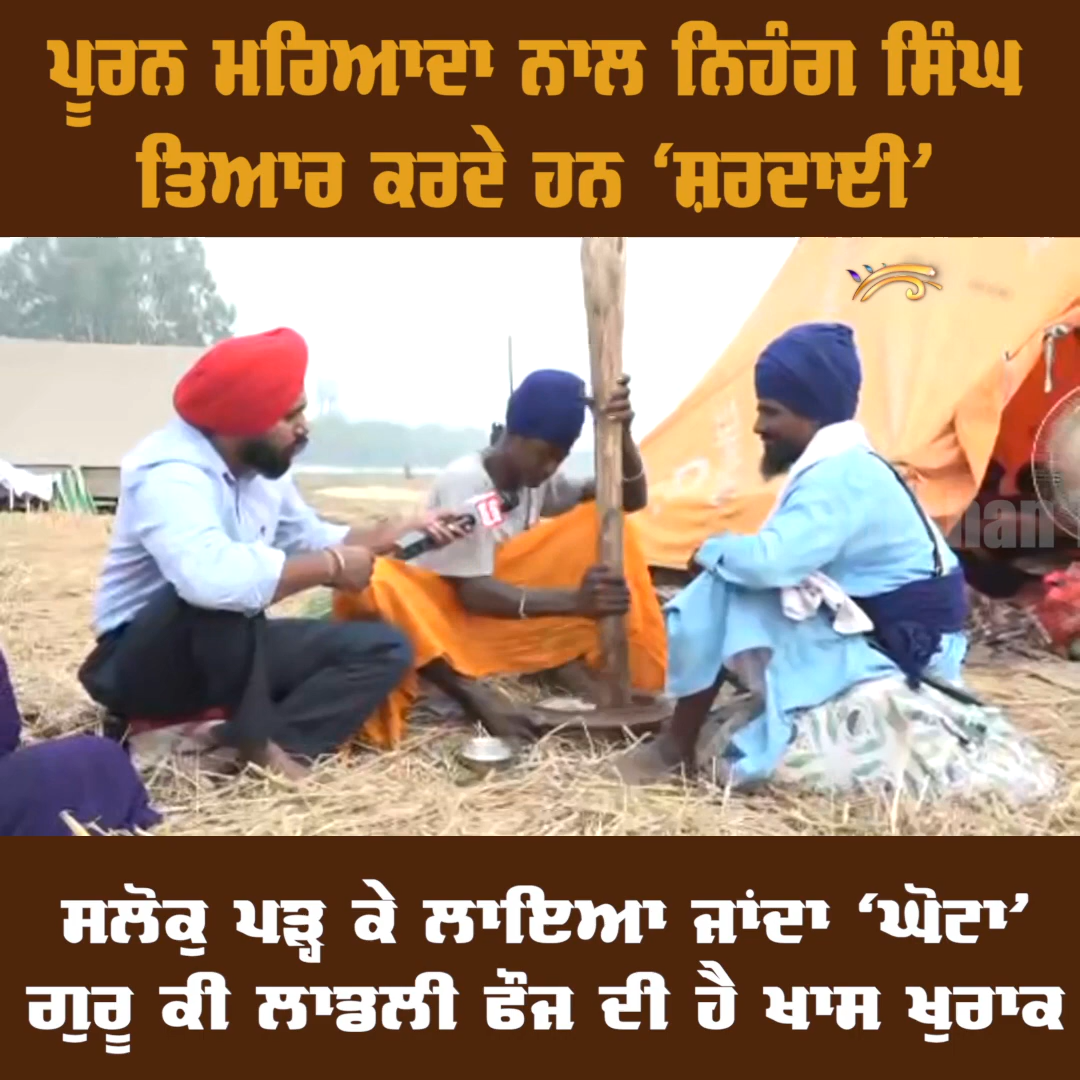 ਪੂਰਨ ਮਰਿਆਦਾ ਨਾਲ ਨਿਹੰਗ ਸਿੰਘ
ਤਿਆਰ ਕਰਦੇ ਹਨ ‘ਸ਼ਰਦਾਈ’
ਸਲੋਕੁ ਪੜ੍ਹ ਕੇ ਲਾਇਆ ਜਾਂਦਾ ‘ਘੋਟਾ’
ਗੁਰੂ ਕੀ ਲਾਡਲੀ ਫੌਜ ਦੀ ਹੈ ਖਾਸ ਖੁਰਾਕ